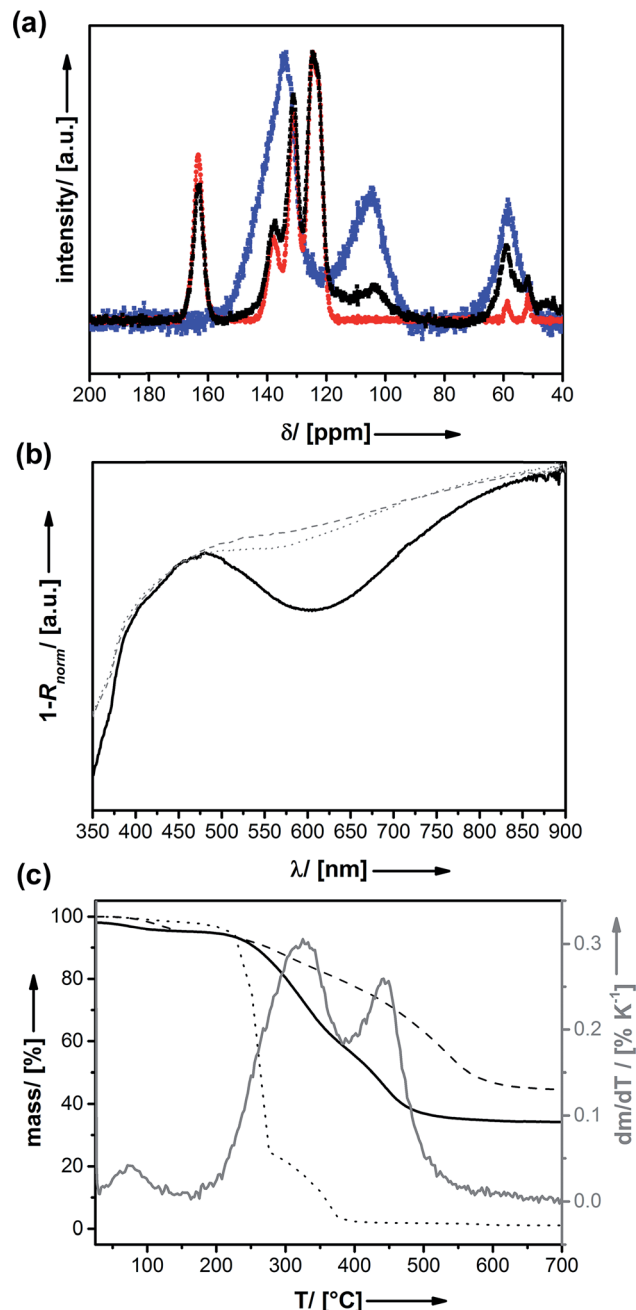 (a)
intensity/ [a.u.]
200 180 160 140 120 100 80 60 40
δ/ [ppm]
(b)
1-R_norm/ [a.u.]
350 400 450 500 550 600 650 700 750 800 850 900
λ/ [nm]
(c)
mass/ [%]
100
80
60
40
20
0
dm/dT / [% K⁻¹]
0.3
0.2
0.1
0.0
100 200 300 400 500 600 700
T/ [°C]